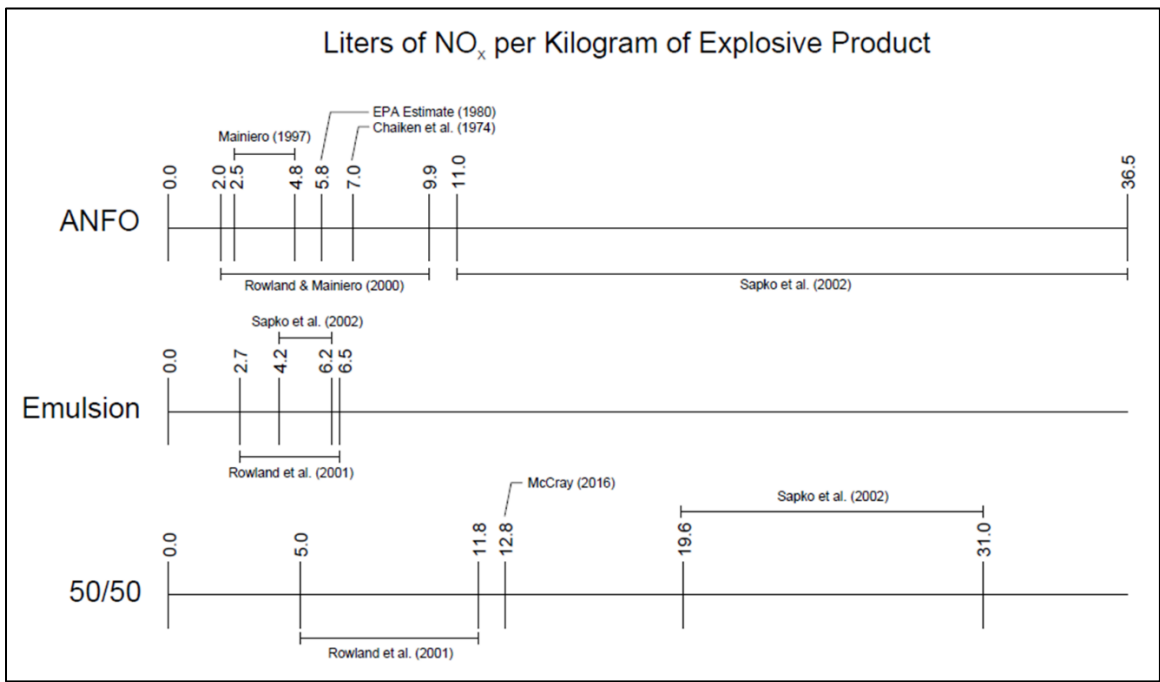 Liters of NOx per Kilogram of Explosive Product
EPA Estimate (1980)
Mainiero (1997)
Chaiken et al. (1974)
0.0 2.0 2.5 4.8 5.8 7.0 9.9 11.0 36.5
ANFO
Rowland & Mainiero (2000)
Sapko et al. (2002)
Sapko et al. (2002)
0.0 2.7 4.2 6.2 6.5
Emulsion
Rowland et al. (2001)
McCray (2016)
Sapko et al. (2002)
0.0 5.0 11.8 12.8 19.6 31.0
50/50
Rowland et al. (2001)